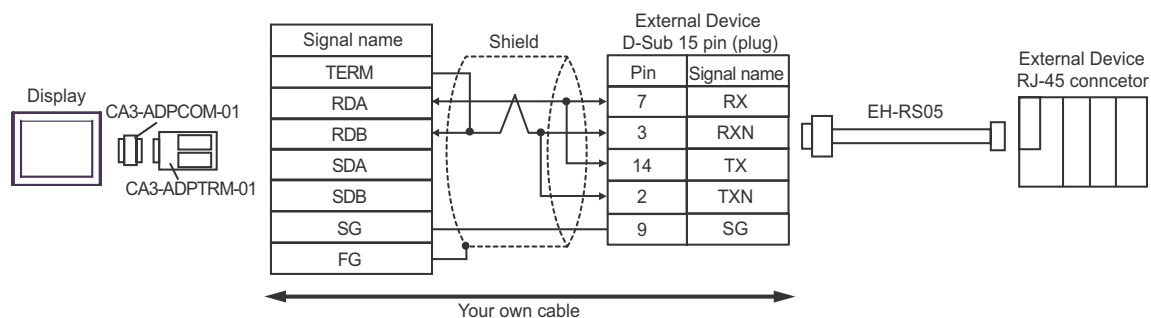 Display
CA3-ADPCOM-01
CA3-ADPTRM-01
Signal name
TERM
RDA
RDB
SDA
SDB
SG
FG
Shield
External Device
D-Sub 15 pin (plug)
Pin Signal name
7 RX
3 RXN
14 TX
2 TXN
9 SG
EH-RS05
External Device
RJ-45 conncetor
Your own cable